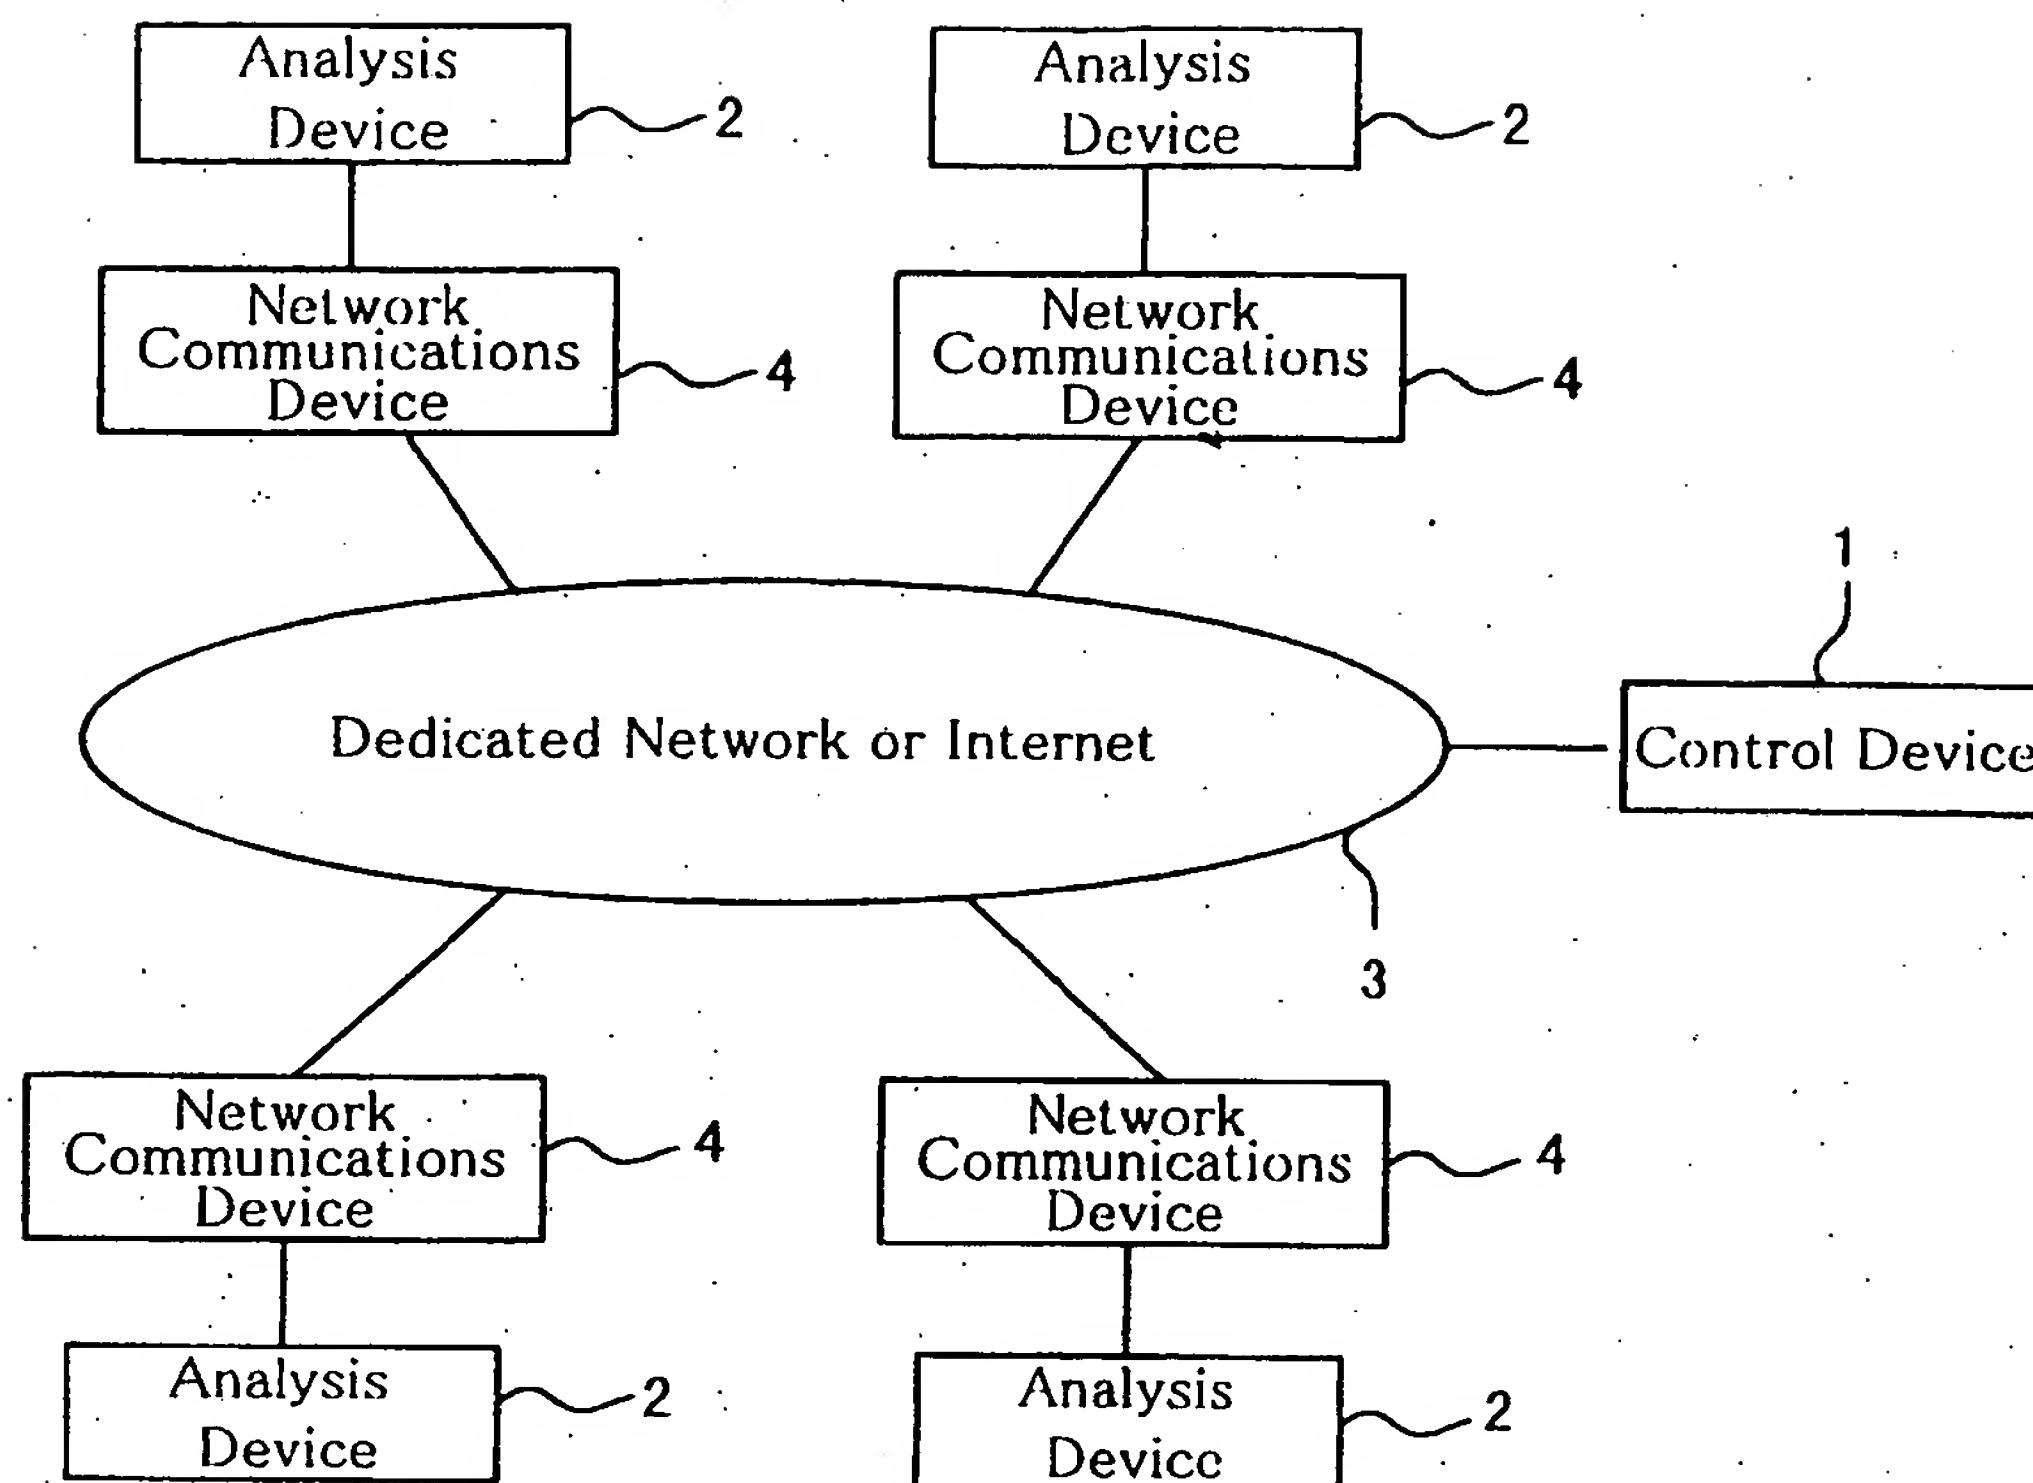 Analysis
Device
2
Analysis
Device
2
Network
Communications
Device
4
Network
Communications
Device
4
1
Dedicated Network or Internet
Control Device
3
Network
Communications
Device
4
Network
Communications
Device
4
Analysis
Device
2
Analysis
Device
2